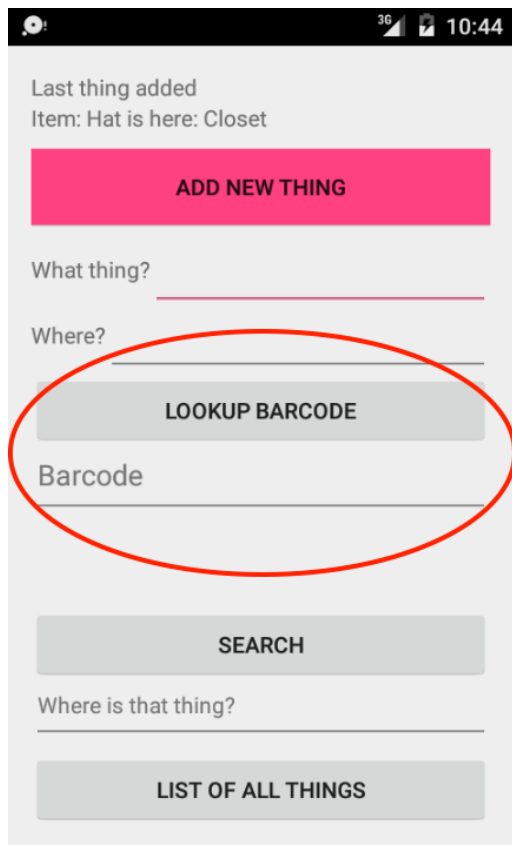 3G 10:44
Last thing added
Item: Hat is here: Closet
ADD NEW THING
What thing?
Where?
LOOKUP BARCODE
Barcode
SEARCH
Where is that thing?
LIST OF ALL THINGS